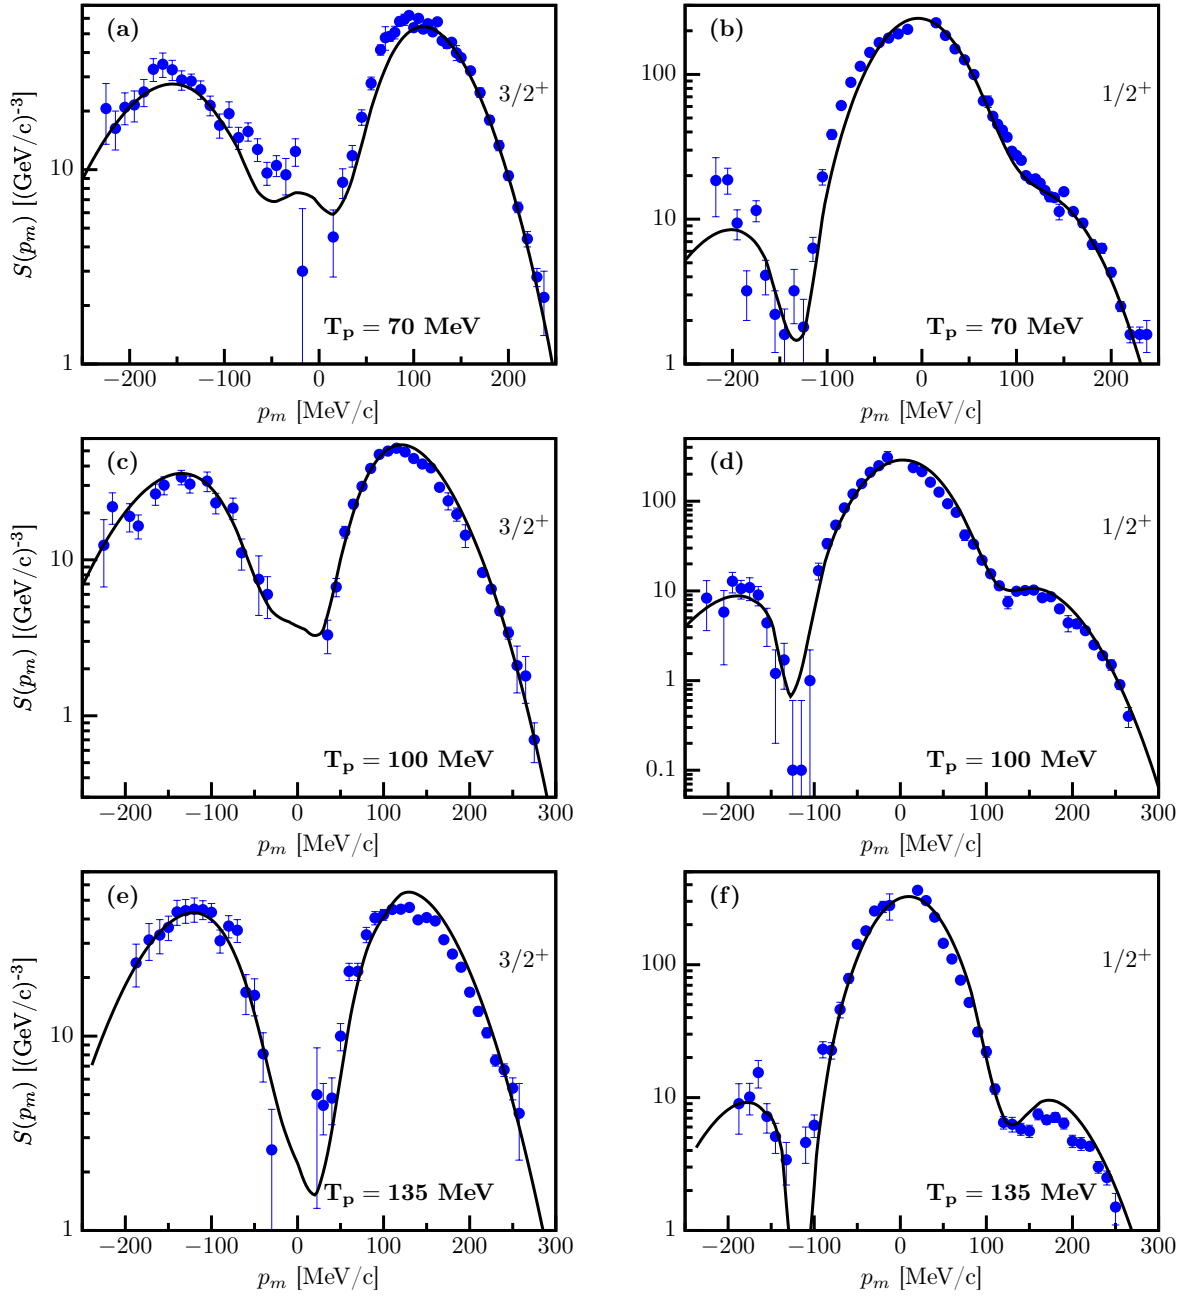 (a)
3/2+
S(pm) [(GeV/c)-3]
10
1
Tp = 70 MeV
−200 −100 0 100 200
pm [MeV/c]
(b)
1/2+
100
10
1
Tp = 70 MeV
−200 −100 0 100 200
pm [MeV/c]
(c)
3/2+
S(pm) [(GeV/c)-3]
10
1
Tp = 100 MeV
−200 −100 0 100 200 300
pm [MeV/c]
(d)
1/2+
100
10
1
0.1
Tp = 100 MeV
−200 −100 0 100 200 300
pm [MeV/c]
(e)
3/2+
S(pm) [(GeV/c)-3]
10
1
Tp = 135 MeV
−200 −100 0 100 200 300
pm [MeV/c]
(f)
1/2+
100
10
1
Tp = 135 MeV
−200 −100 0 100 200 300
pm [MeV/c]